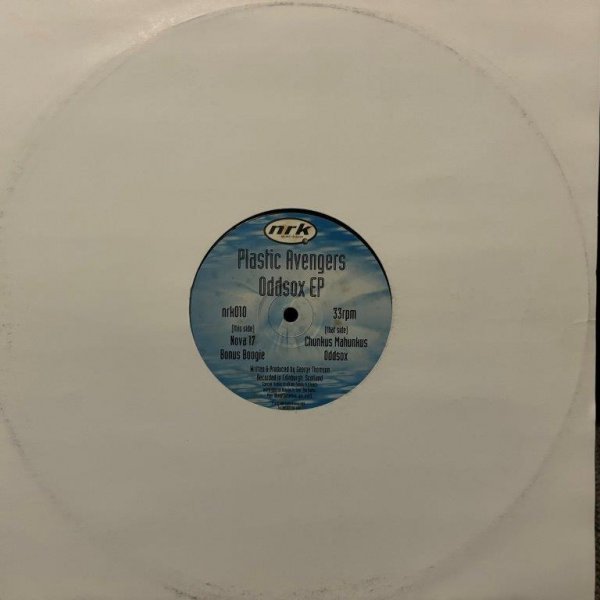 nrk
Plastic Avengers
Oddsox EP
nrk010 33rpm
(this side) (that side)
Nova 17 Chunkus Mahunkus
Bonus Boogie Oddsox
Written & Produced by George Thomson
Recorded in Edinburgh, Scotland